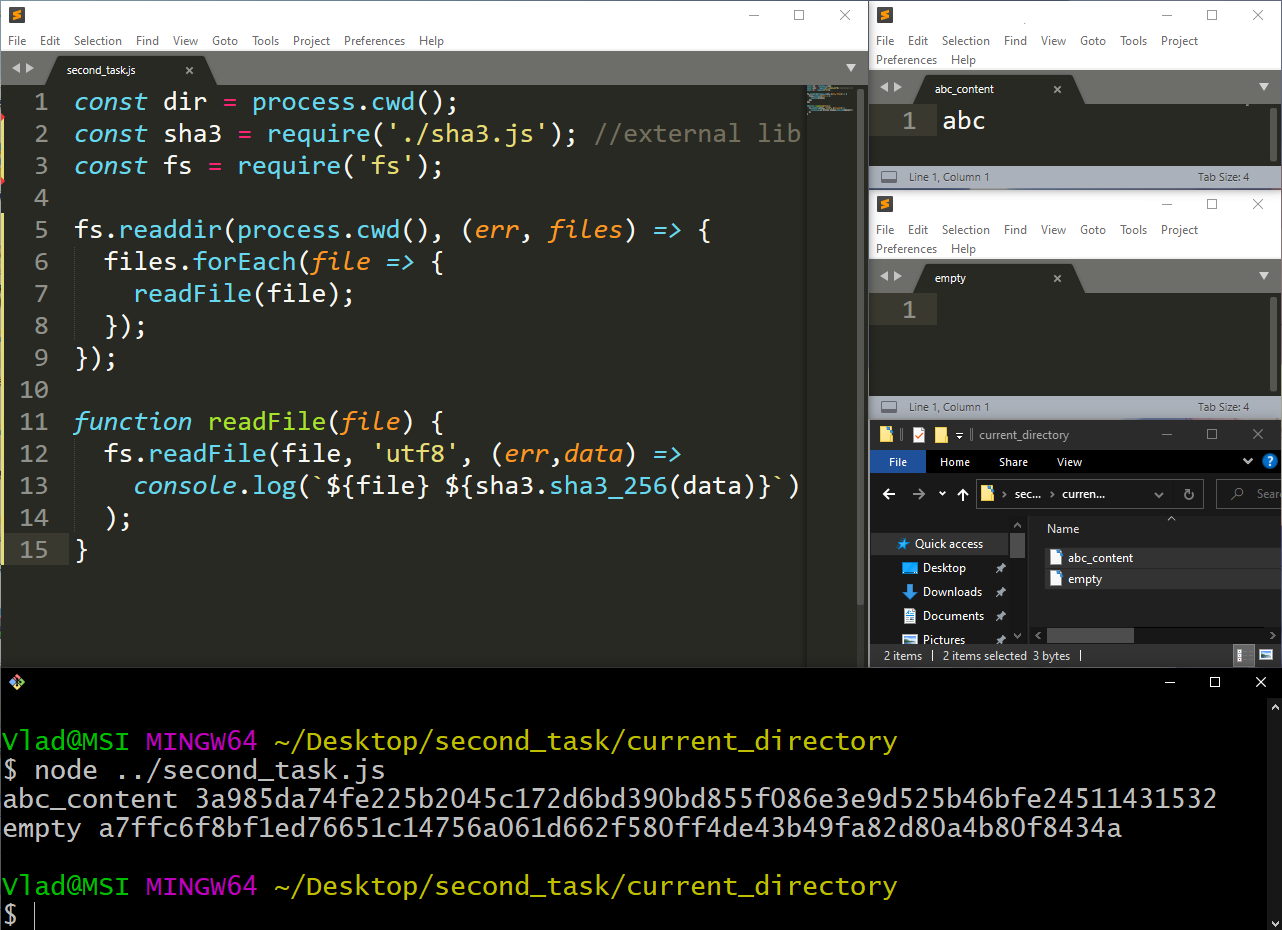 File Edit Selection Find View Goto Tools Project Preferences Help
second_task.js
1 const dir = process.cwd();
2 const sha3 = require('./sha3.js'); //external lib
3 const fs = require('fs');
4
5 fs.readdir(process.cwd(), (err, files) => {
6 files.forEach(file => {
7 readFile(file);
8 });
9 });
10
11 function readFile(file) {
12 fs.readFile(file, 'utf8', (err,data) =>
13 console.log(`${file} ${sha3.sha3_256(data)}`)
14 );
15 }
File Edit Selection Find View Goto Tools Project
Preferences Help
abc_content
1 abc
Line 1, Column 1 Tab Size: 4
File Edit Selection Find View Goto Tools Project
Preferences Help
empty
1
Line 1, Column 1 Tab Size: 4
current_directory
File Home Share View
sec... curren... Sear
Name
Quick access
Desktop
Downloads
Documents
Pictures
abc_content
empty
2 items 2 items selected 3 bytes
Vlad@MSI MINGW64 ~/Desktop/second_task/current_directory
$ node ../second_task.js
abc_content 3a985da74fe225b2045c172d6bd390bd855f086e3e9d525b46bfe24511431532
empty a7ffc6f8bf1ed76651c14756a061d662f580ff4de43b49fa82d80a4b80f8434a
Vlad@MSI MINGW64 ~/Desktop/second_task/current_directory
$